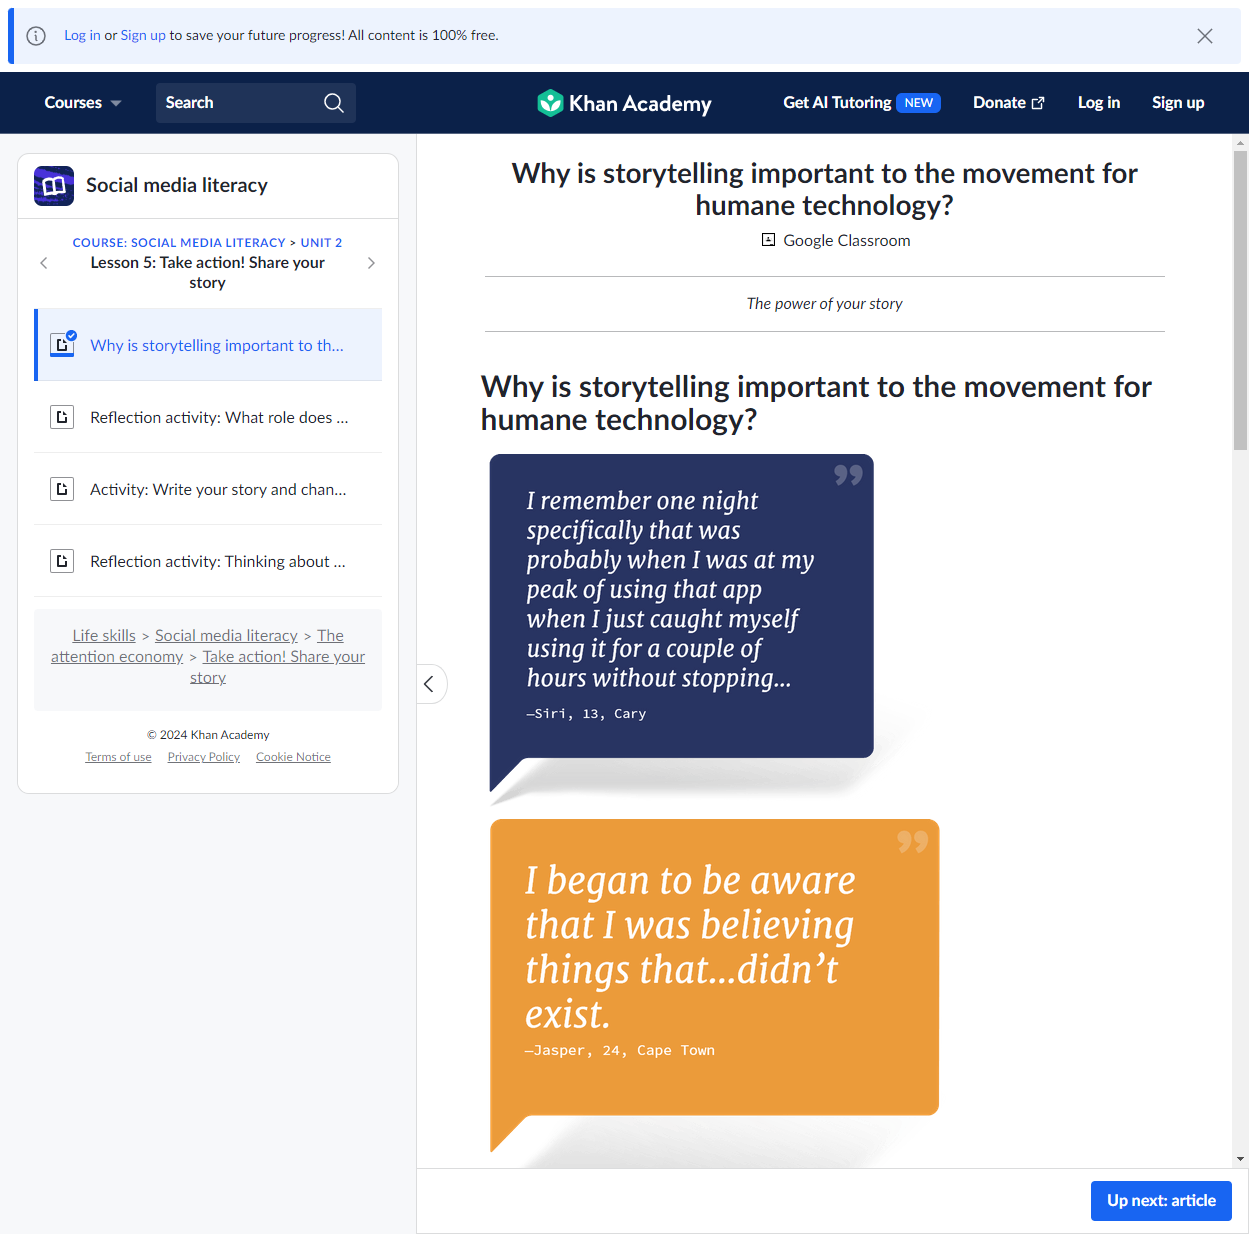 Log in or Sign up to save your future progress! All content is 100% free.
Courses
Search
Khan Academy
Get AI Tutoring NEW
Donate
Log in
Sign up
Social media literacy
COURSE: SOCIAL MEDIA LITERACY > UNIT 2
Lesson 5: Take action! Share your
story
Why is storytelling important to th...
Reflection activity: What role does ...
Activity: Write your story and chan...
Reflection activity: Thinking about ...
Life skills > Social media literacy > The
attention economy > Take action! Share your
story
© 2024 Khan Academy
Terms of use Privacy Policy Cookie Notice
Why is storytelling important to the movement for
humane technology?
Google Classroom
The power of your story
Why is storytelling important to the movement for
humane technology?
I remember one night
specifically that was
probably when I was at my
peak of using that app
when I just caught myself
using it for a couple of
hours without stopping...
—Siri, 13, Cary
I began to be aware
that I was believing
things that...didn’t
exist.
—Jasper, 24, Cape Town
Up next: article